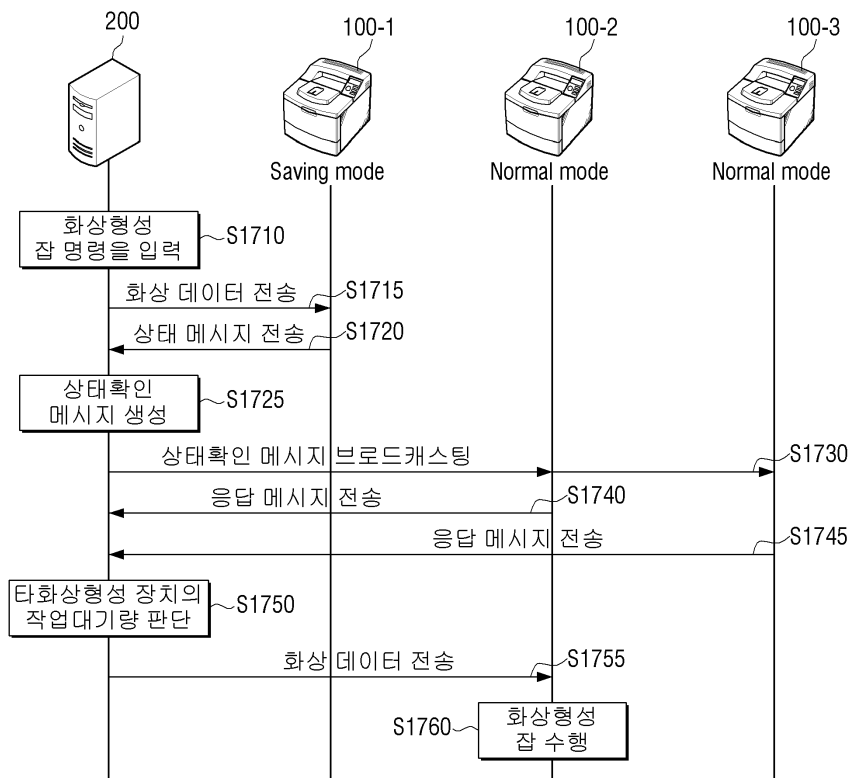 200
100-1
100-2
100-3
Saving mode
Normal mode
Normal mode
화상형성
잡 명령을 입력
S1710
화상 데이터 전송
S1715
상태 메시지 전송
S1720
상태확인
메시지 생성
S1725
상태확인 메시지 브로드캐스팅
S1730
응답 메시지 전송
S1740
응답 메시지 전송
S1745
타화상형성 장치의
작업대기량 판단
S1750
화상 데이터 전송
S1755
S1760
화상형성
잡 수행